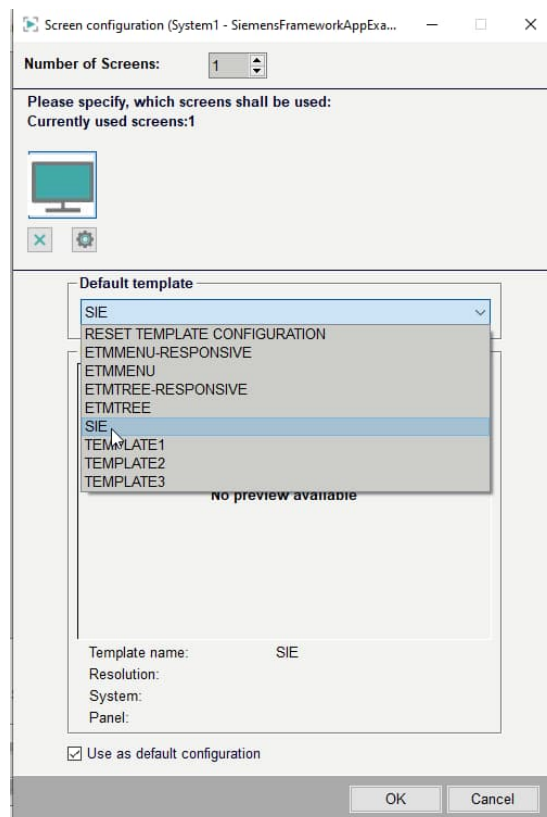 Screen configuration (System1 - SiemensFrameworkAppExa...
Number of Screens: 1
Please specify, which screens shall be used:
Currently used screens:1
Default template
SIE
RESET TEMPLATE CONFIGURATION
ETMMENU-RESPONSIVE
ETMMENU
ETMTREE-RESPONSIVE
ETMTREE
SIE
TEMPLATE1
TEMPLATE2
TEMPLATE3
No preview available
Template name: SIE
Resolution:
System:
Panel:
Use as default configuration
OK Cancel